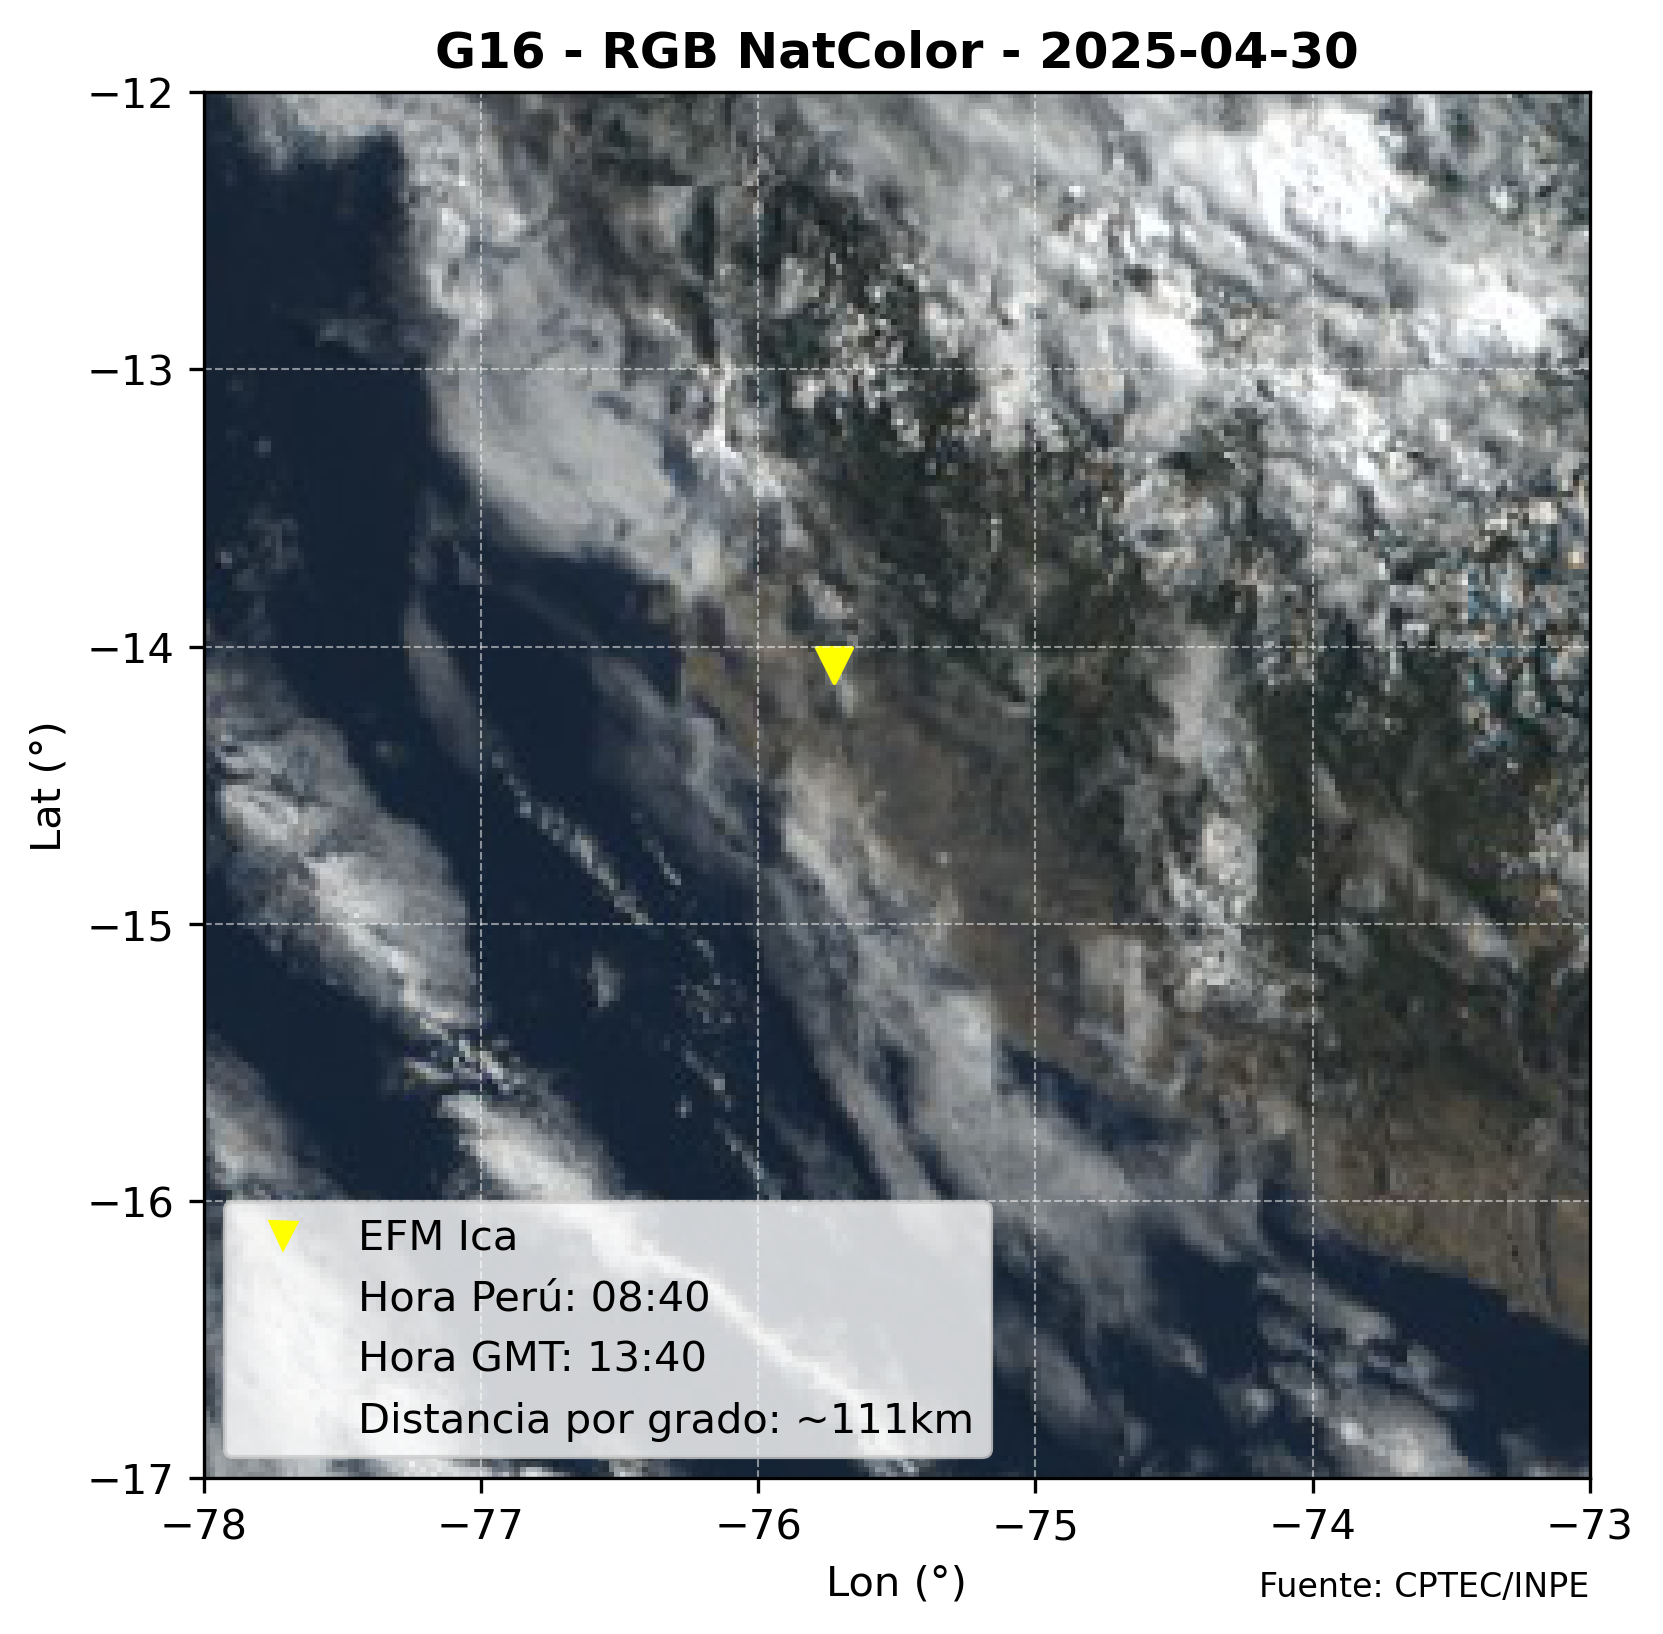 G16 - RGB NatColor - 2025-04-30
−12
−13
−14
−15
−16
−17
Lat (°)
EFM Ica
Hora Perú: 08:40
Hora GMT: 13:40
Distancia por grado: ~111km
−78 −77 −76 −75 −74 −73
Lon (°)
Fuente: CPTEC/INPE